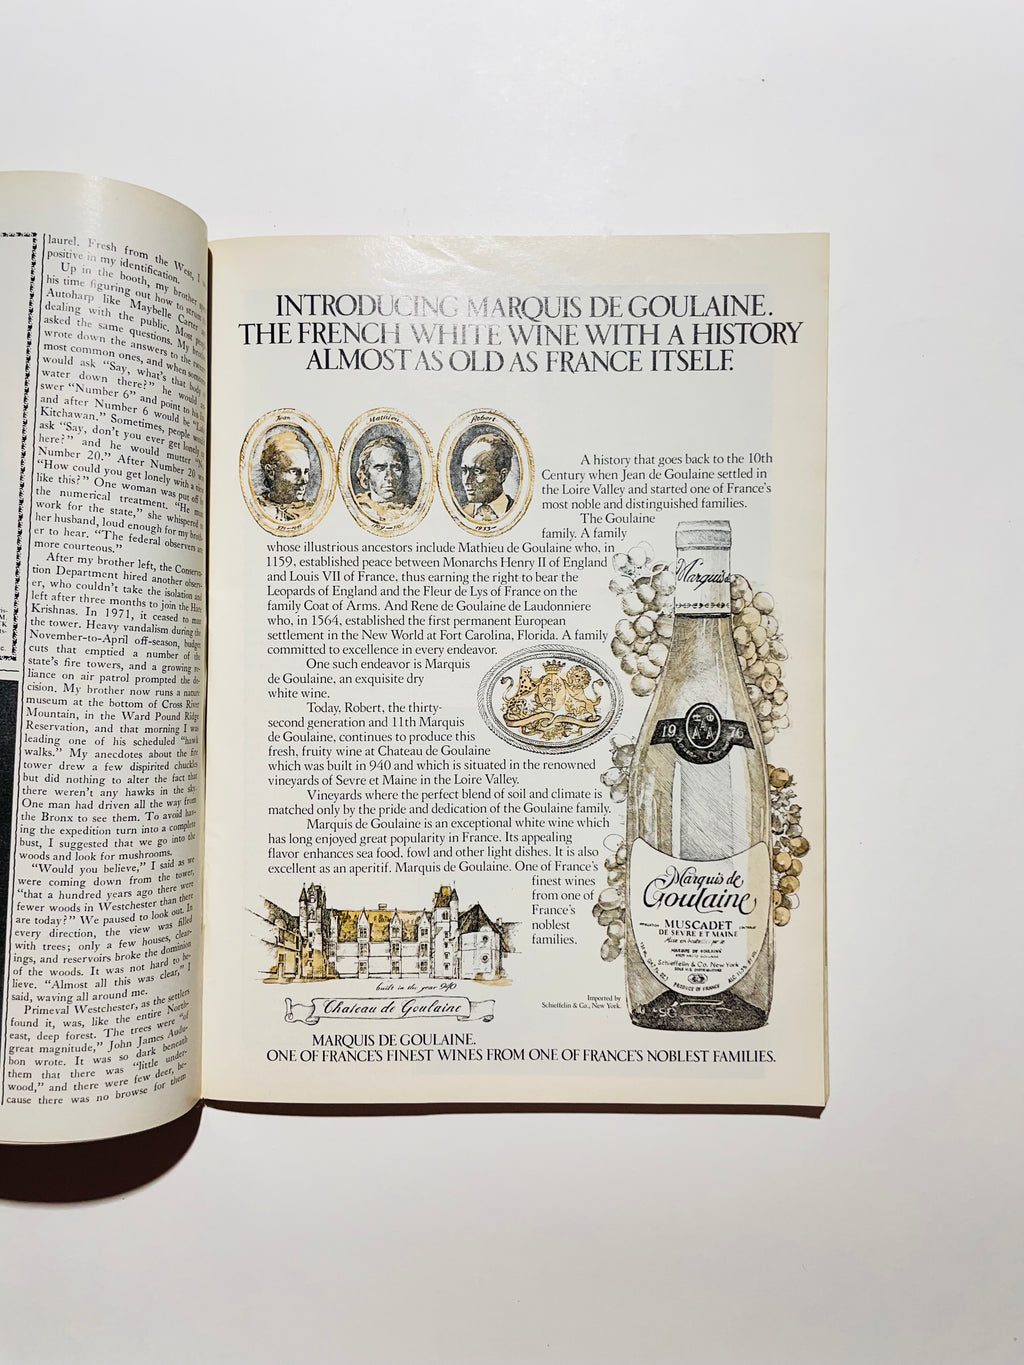 laurel. Fresh from the West, I
positive in my identification.
Up in the booth, my brother
his time figuring out how to
Autoharp like Maybelle Carter
dealing with the public. Most
asked the same questions. My
wrote down the answers to the
most common ones, and when
would ask "Say, what's that
water down there?" he would
swer "Number 6" and point to
and after Number 6 would be
Kitchawan." Sometimes, people
ask "Say, don't you ever get lonely
here?" and he would mutter
Number 20." After Number 20
"How could you get lonely with a
like this?" One woman was put off
the numerical treatment. "He
work for the state," she whispered
her husband, loud enough for my
er to hear. "The federal observers
more courteous."
After my brother left, the Conserva-
tion Department hired another observ-
er, who couldn't take the isolation and
left after three months to join the Hare
Krishnas. In 1971, it ceased to man
the tower. Heavy vandalism during the
November-to-April off-season, budget
cuts that emptied a number of the
state's fire towers, and a growing re-
liance on air patrol prompted the de-
cision. My brother now runs a nature
museum at the bottom of Cross River
Mountain, in the Ward Pound Ridge
Reservation, and that morning I was
leading one of his scheduled "hawk
walks." My anecdotes about the fire
tower drew a few dispirited chuckles
but did nothing to alter the fact that
there weren't any hawks in the sky.
One man had driven all the way from
the Bronx to see them. To avoid hav-
ing the expedition turn into a complete
bust, I suggested that we go into the
woods and look for mushrooms.
"Would you believe," I said as we
were coming down from the tower,
"that a hundred years ago there were
fewer woods in Westchester than there
are today?" We paused to look out. In
every direction, the view was filled
with trees; only a few houses, clear-
ings, and reservoirs broke the dominion
of the woods. It was not hard to be-
lieve. "Almost all this was clear," I
said, waving all around me.
Primeval Westchester, as the settlers
found it, was, like the entire North-
east, deep forest. The trees were "of
great magnitude," John James Audu-
bon wrote. It was so dark beneath
them that there was "little under-
wood," and there were few deer, be-
cause there was no browse for them
INTRODUCING MARQUIS DE GOULAINE.
THE FRENCH WHITE WINE WITH A HISTORY
ALMOST AS OLD AS FRANCE ITSELF.
Jean
Mathieu
Robert
A history that goes back to the 10th
Century when Jean de Goulaine settled in
the Loire Valley and started one of France's
most noble and distinguished families.
The Goulaine
family. A family
whose illustrious ancestors include Mathieu de Goulaine who, in
1159, established peace between Monarchs Henry II of England
and Louis VII of France, thus earning the right to bear the
Leopards of England and the Fleur de Lys of France on the
family Coat of Arms. And Rene de Goulaine de Laudonniere
who, in 1564, established the first permanent European
settlement in the New World at Fort Carolina, Florida. A family
committed to excellence in every endeavor.
One such endeavor is Marquis
de Goulaine, an exquisite dry
white wine.
Today, Robert, the thirty-
second generation and 11th Marquis
de Goulaine, continues to produce this
fresh, fruity wine at Chateau de Goulaine
which was built in 940 and which is situated in the renowned
vineyards of Sevre et Maine in the Loire Valley.
Vineyards where the perfect blend of soil and climate is
matched only by the pride and dedication of the Goulaine family.
Marquis de Goulaine is an exceptional white wine which
has long enjoyed great popularity in France. Its appealing
flavor enhances sea food, fowl and other light dishes. It is also
excellent as an aperitif. Marquis de Goulaine. One of France's
finest wines
from one of
France's
noblest
families.
Marquis
1976
Marquis de
Goulaine
MUSCADET
DE SEVRE ET MAINE
MARQUIS DE GOULAINE
Schieffelin & Co. New York
PRODUCE OF FRANCE
built in the year 940
Chateau de Goulaine
Imported by
Schieffelin & Co., New York.
MARQUIS DE GOULAINE.
ONE OF FRANCE'S FINEST WINES FROM ONE OF FRANCE'S NOBLEST FAMILIES.